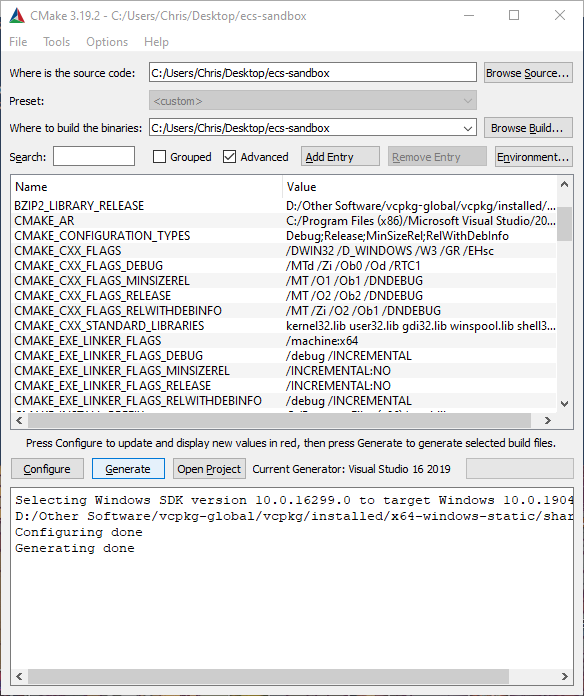 CMake 3.19.2 - C:/Users/Chris/Desktop/ecs-sandbox
File Tools Options Help
Where is the source code: C:/Users/Chris/Desktop/ecs-sandbox Browse Source...
Preset: <custom>
Where to build the binaries: C:/Users/Chris/Desktop/ecs-sandbox Browse Build...
Search: Grouped Advanced Add Entry Remove Entry Environment...
Name Value
BZIP2_LIBRARY_RELEASE D:/Other Software/vcpkg-global/vcpkg/installed/...
CMAKE_AR C:/Program Files (x86)/Microsoft Visual Studio/20...
CMAKE_CONFIGURATION_TYPES Debug;Release;MinSizeRel;RelWithDebInfo
CMAKE_CXX_FLAGS /DWIN32 /D_WINDOWS /W3 /GR /EHsc
CMAKE_CXX_FLAGS_DEBUG /MTd /Zi /Ob0 /Od /RTC1
CMAKE_CXX_FLAGS_MINSIZEREL /MT /O1 /Ob1 /DNDEBUG
CMAKE_CXX_FLAGS_RELEASE /MT /O2 /Ob2 /DNDEBUG
CMAKE_CXX_FLAGS_RELWITHDEBINFO /MT /Zi /O2 /Ob1 /DNDEBUG
CMAKE_CXX_STANDARD_LIBRARIES kernel32.lib user32.lib gdi32.lib winspool.lib shell3...
CMAKE_EXE_LINKER_FLAGS /machine:x64
CMAKE_EXE_LINKER_FLAGS_DEBUG /debug /INCREMENTAL
CMAKE_EXE_LINKER_FLAGS_MINSIZEREL /INCREMENTAL:NO
CMAKE_EXE_LINKER_FLAGS_RELEASE /INCREMENTAL:NO
CMAKE_EXE_LINKER_FLAGS_RELWITHDEBINFO /debug /INCREMENTAL
Press Configure to update and display new values in red, then press Generate to generate selected build files.
Configure Generate Open Project Current Generator: Visual Studio 16 2019
Selecting Windows SDK version 10.0.16299.0 to target Windows 10.0.1904
D:/Other Software/vcpkg-global/vcpkg/installed/x64-windows-static/shar
Configuring done
Generating done